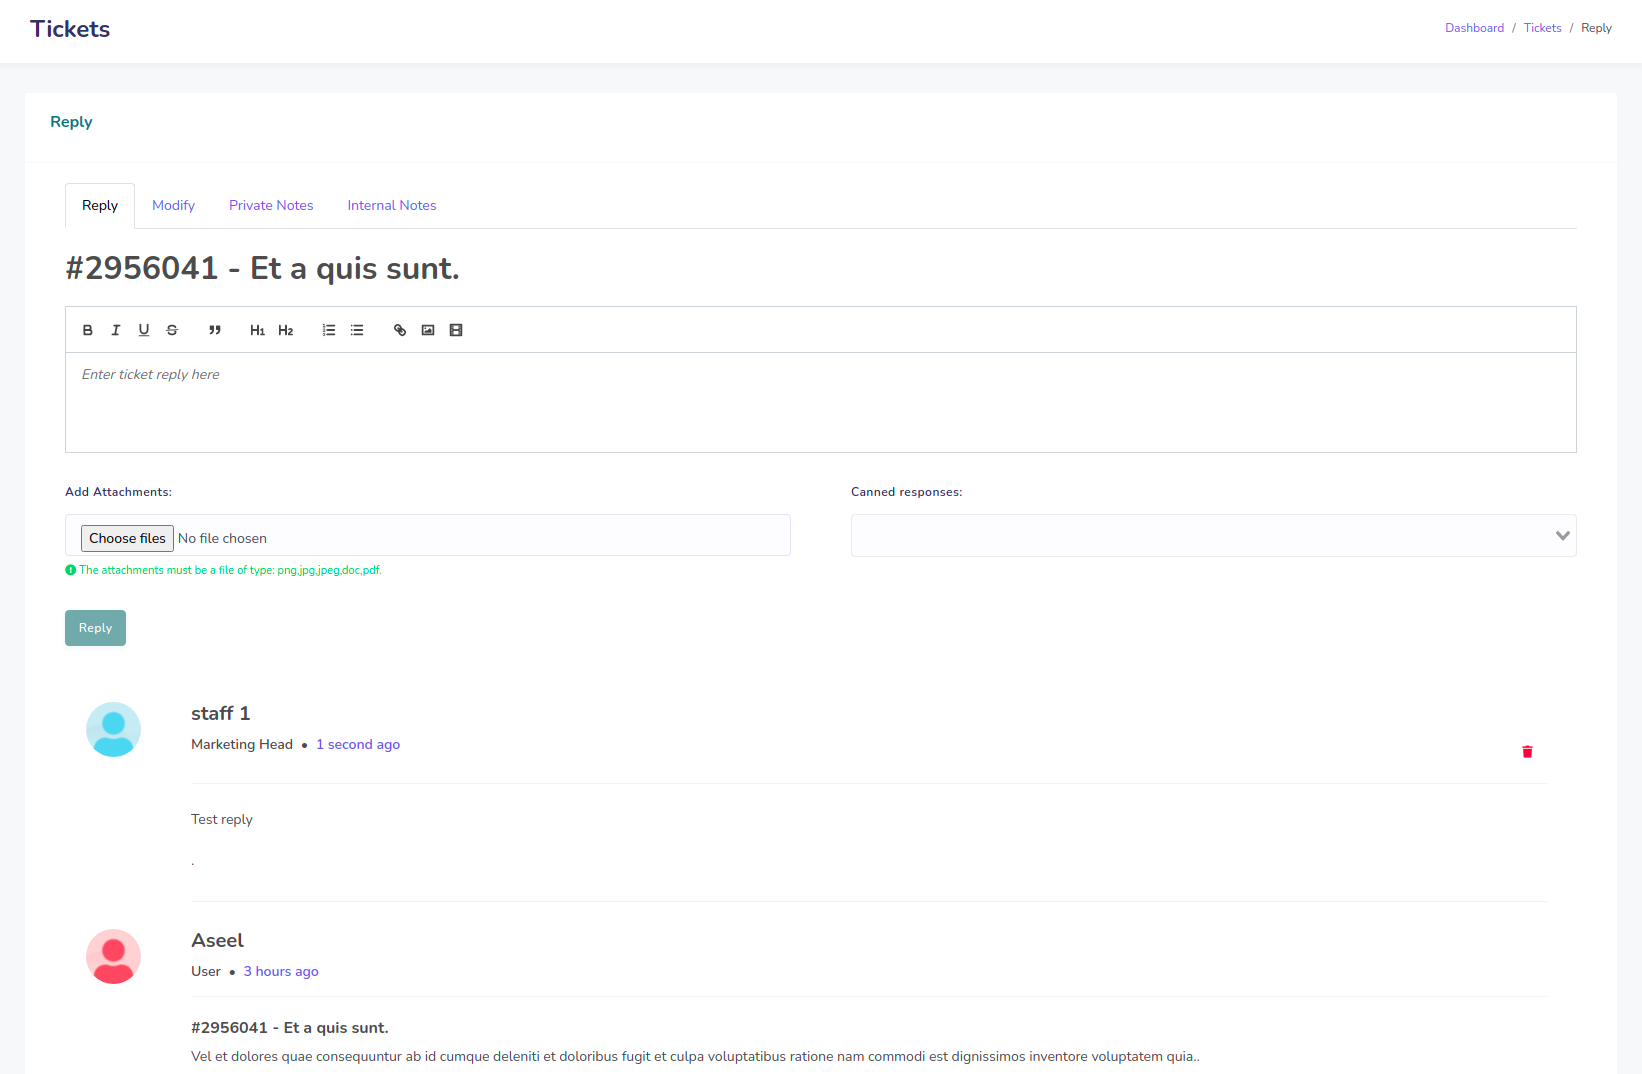 Tickets
Dashboard / Tickets / Reply
Reply
Reply Modify Private Notes Internal Notes
#2956041 - Et a quis sunt.
B I U S H1 H2
Enter ticket reply here
Add Attachments: Canned responses:
Choose files No file chosen
The attachments must be a file of type: png,jpg,jpeg,doc,pdf.
Reply
staff 1
Marketing Head • 1 second ago
Test reply
.
Aseel
User • 3 hours ago
#2956041 - Et a quis sunt.
Vel et dolores quae consequuntur ab id cumque deleniti et doloribus fugit et culpa voluptatibus ratione nam commodi est dignissimos inventore voluptatem quia..